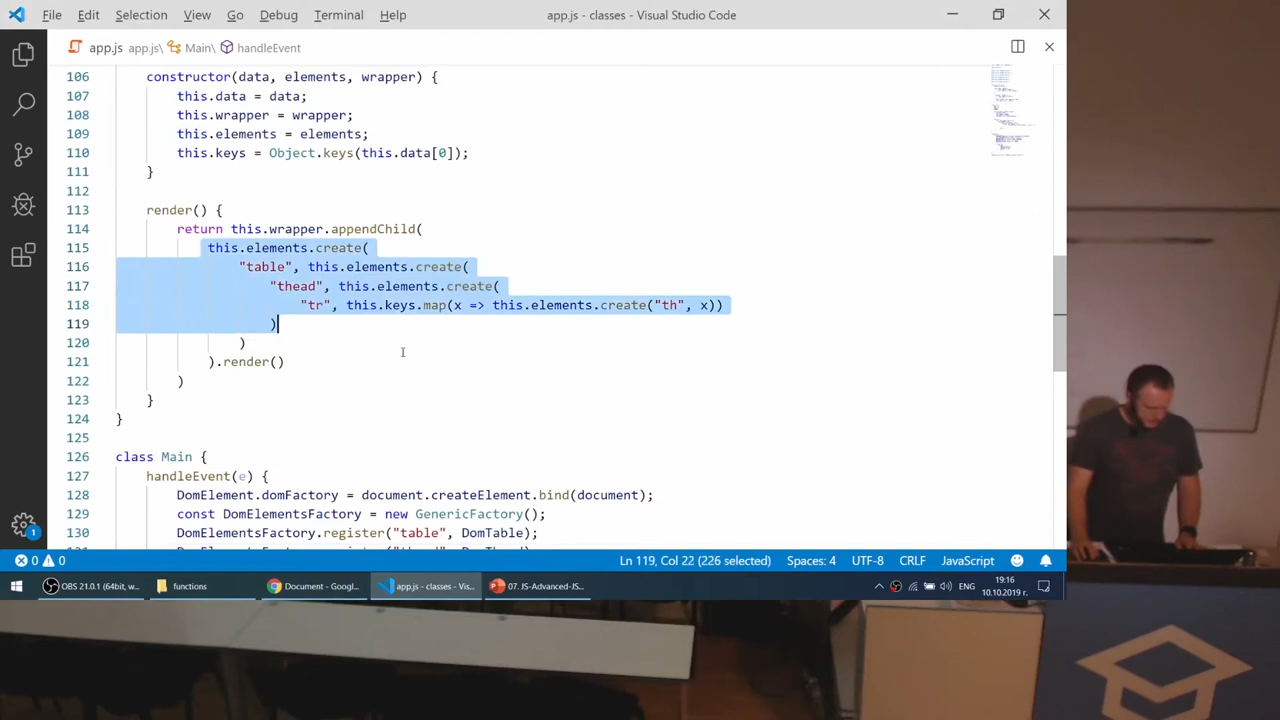 File Edit Selection View Go Debug Terminal Help app.js - classes - Visual Studio Code
app.js app.js\ Main\ handleEvent
106 constructor(data, elements, wrapper) {
107 this.data = data;
108 this.wrapper = wrapper;
109 this.elements = elements;
110 this.keys = Object.keys(this.data[0]);
111 }
112
113 render() {
114 return this.wrapper.appendChild(
115 this.elements.create(
116 "table", this.elements.create(
117 "thead", this.elements.create(
118 "tr", this.keys.map(x => this.elements.create("th", x))
119 )
120 )
121 ).render()
122 )
123 }
124 }
125
126 class Main {
127 handleEvent(e) {
128 DomElement.domFactory = document.createElement.bind(document);
129 const DomElementsFactory = new GenericFactory();
130 DomElementsFactory.register("table", DomTable);
1
0 0 Ln 119, Col 22 (226 selected) Spaces: 4 UTF-8 CRLF JavaScript
OBS 21.0.1 (64bit, w... functions Document - Googl... app.js - classes - Vis... 07. JS-Advanced-JS... ENG 19:16
10.10.2019 г.